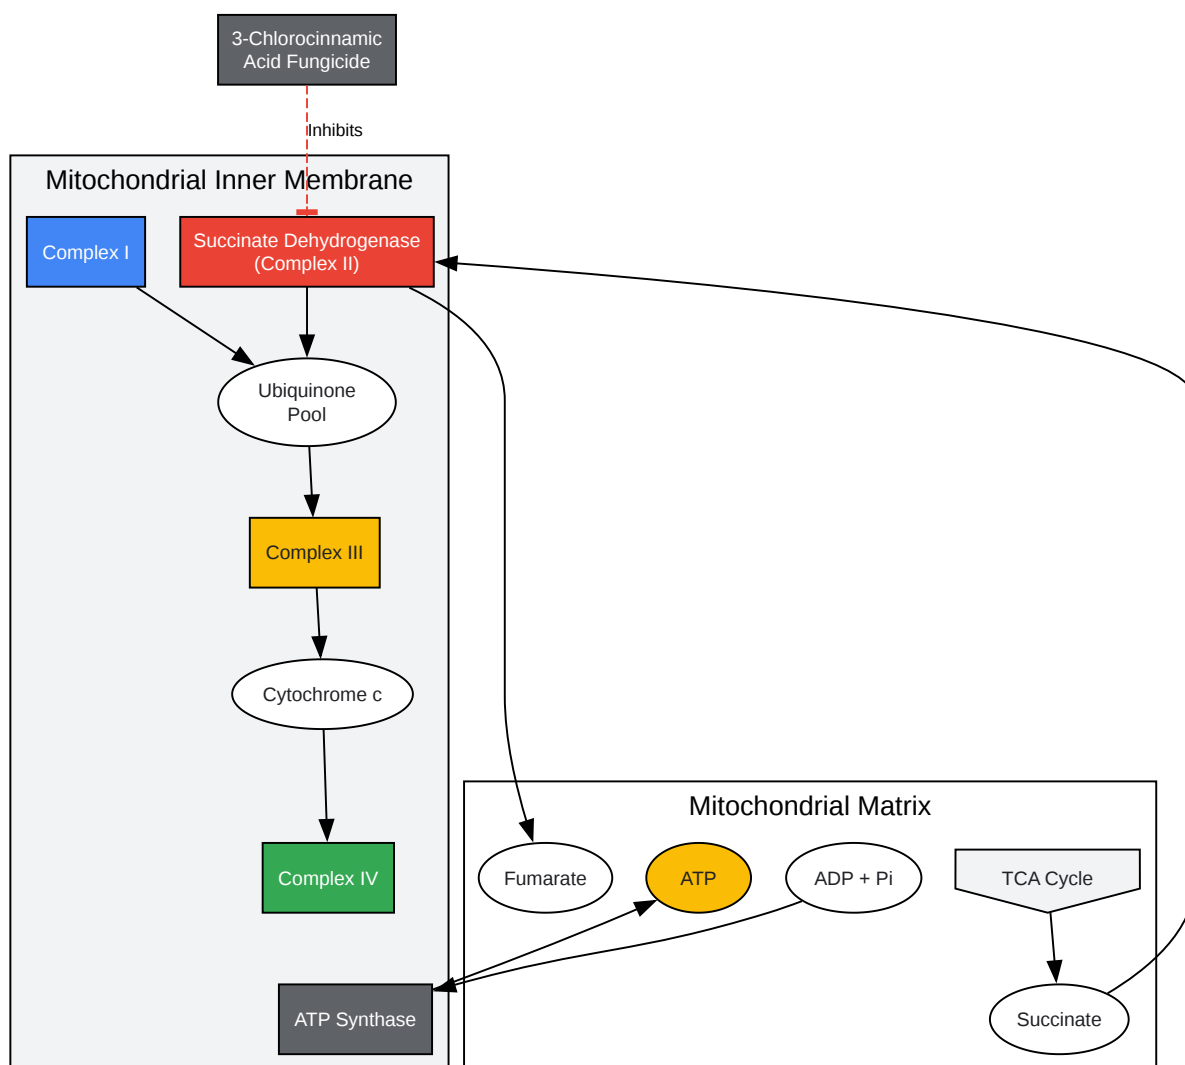 3-Chlorocinnamic
Acid Fungicide
Inhibits
Mitochondrial Inner Membrane
Complex I
Succinate Dehydrogenase
(Complex II)
Ubiquinone
Pool
Complex III
Cytochrome c
Complex IV
ATP Synthase
Mitochondrial Matrix
Fumarate
ATP
ADP + Pi
TCA Cycle
Succinate